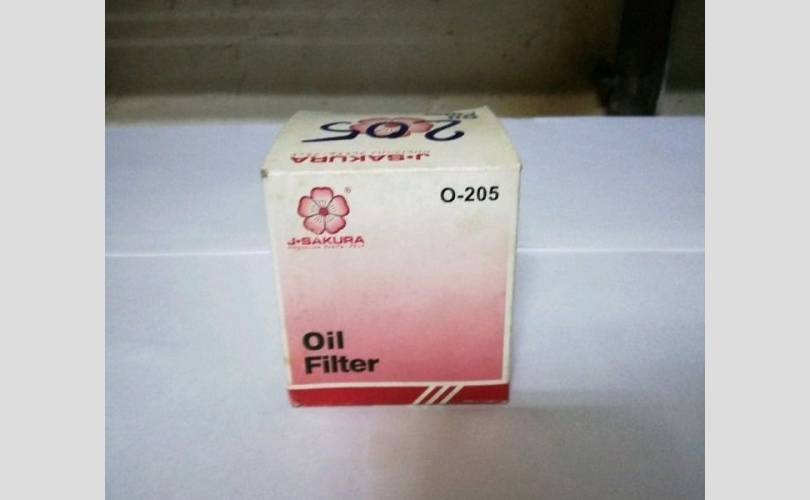 205
J-SAKURA
®
O-205
J-SAKURA
Oil
Filter